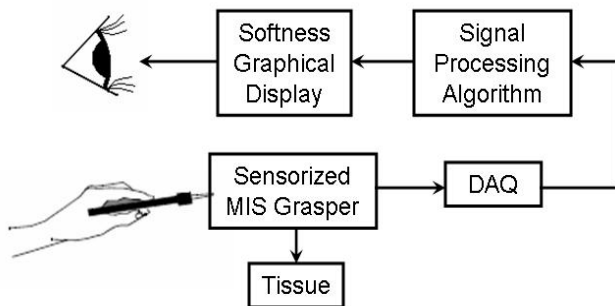 Softness
Graphical
Display
Signal
Processing
Algorithm
Sensorized
MIS Grasper
DAQ
Tissue